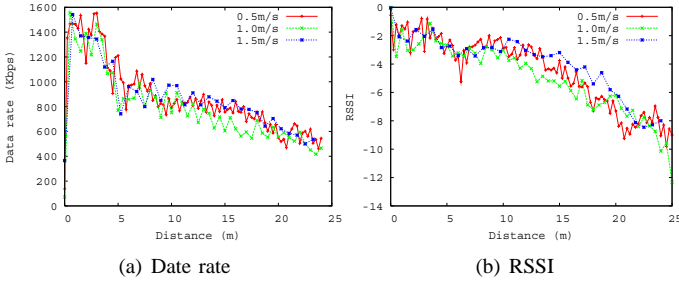 1600
1400
1200
1000
800
600
400
200
0
Data rate (Kbps)
0.5m/s
1.0m/s
1.5m/s
0 5 10 15 20 25
Distance (m)
(a) Date rate
0
-2
-4
-6
-8
-10
-12
-14
RSSI
0.5m/s
1.0m/s
1.5m/s
0 5 10 15 20 25
Distance (m)
(b) RSSI